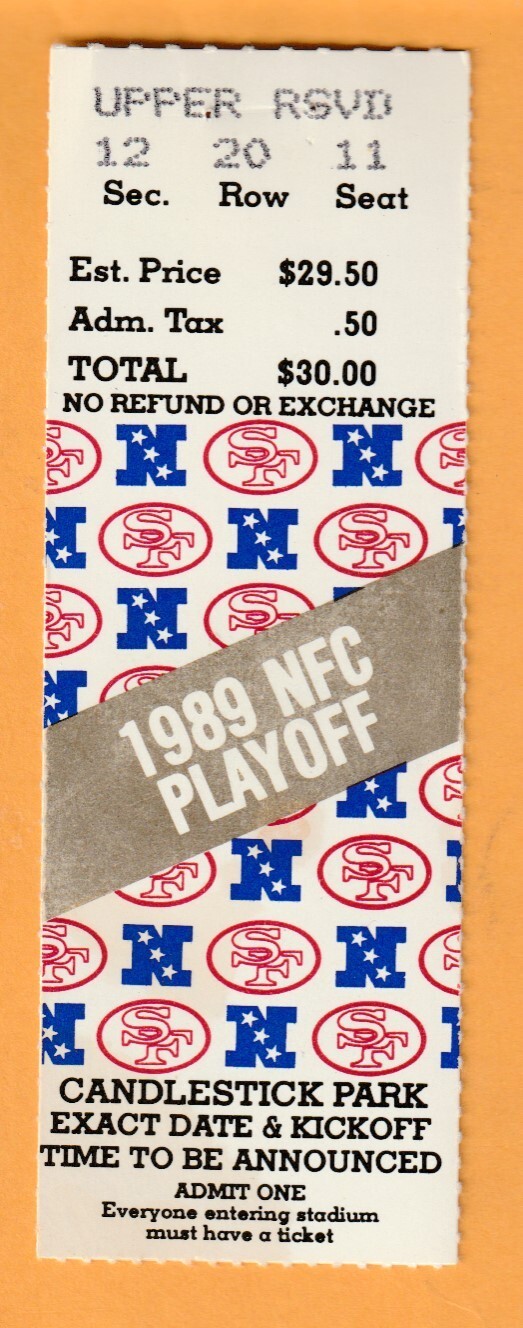 UPPER RSVD
12 20 11
Sec. Row Seat
Est. Price $29.50
Adm. Tax .50
TOTAL $30.00
NO REFUND OR EXCHANGE
1989 NFC
PLAYOFF
CANDLESTICK PARK
EXACT DATE & KICKOFF
TIME TO BE ANNOUNCED
ADMIT ONE
Everyone entering stadium
must have a ticket